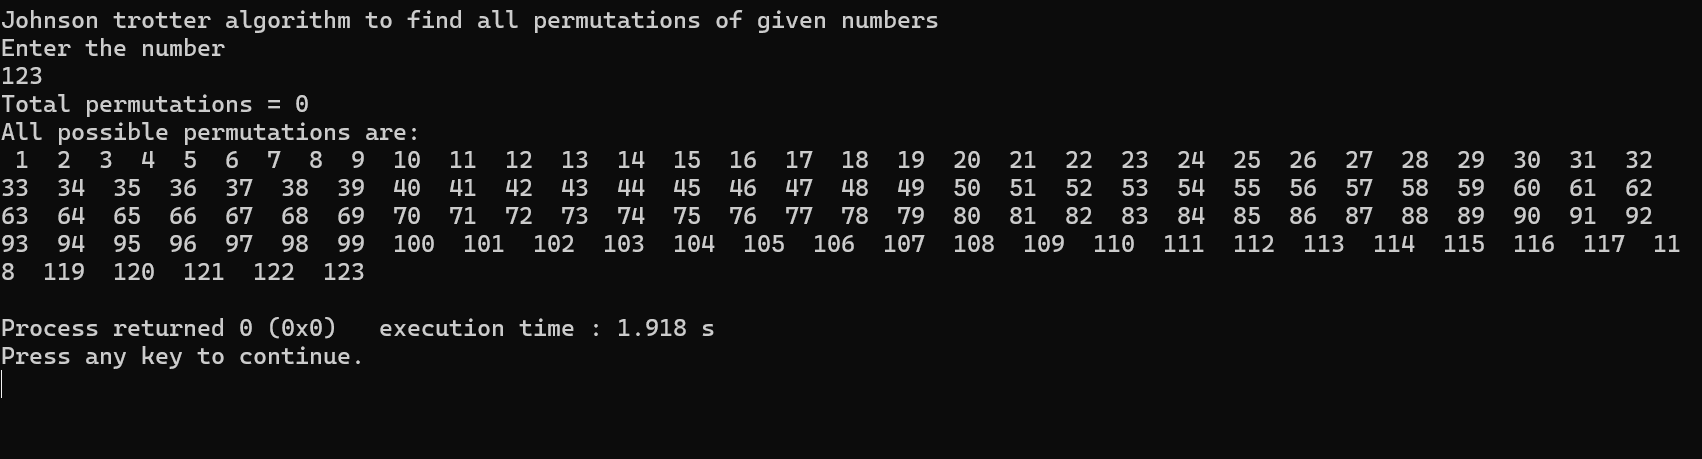 Johnson trotter algorithm to find all permutations of given numbers
Enter the number
123
Total permutations = 0
All possible permutations are:
 1  2  3  4  5  6  7  8  9  10  11  12  13  14  15  16  17  18  19  20  21  22  23  24  25  26  27  28  29  30  31  32
33  34  35  36  37  38  39  40  41  42  43  44  45  46  47  48  49  50  51  52  53  54  55  56  57  58  59  60  61  62
63  64  65  66  67  68  69  70  71  72  73  74  75  76  77  78  79  80  81  82  83  84  85  86  87  88  89  90  91  92
93  94  95  96  97  98  99  100  101  102  103  104  105  106  107  108  109  110  111  112  113  114  115  116  117  11
8  119  120  121  122  123
Process returned 0 (0x0)   execution time : 1.918 s
Press any key to continue.